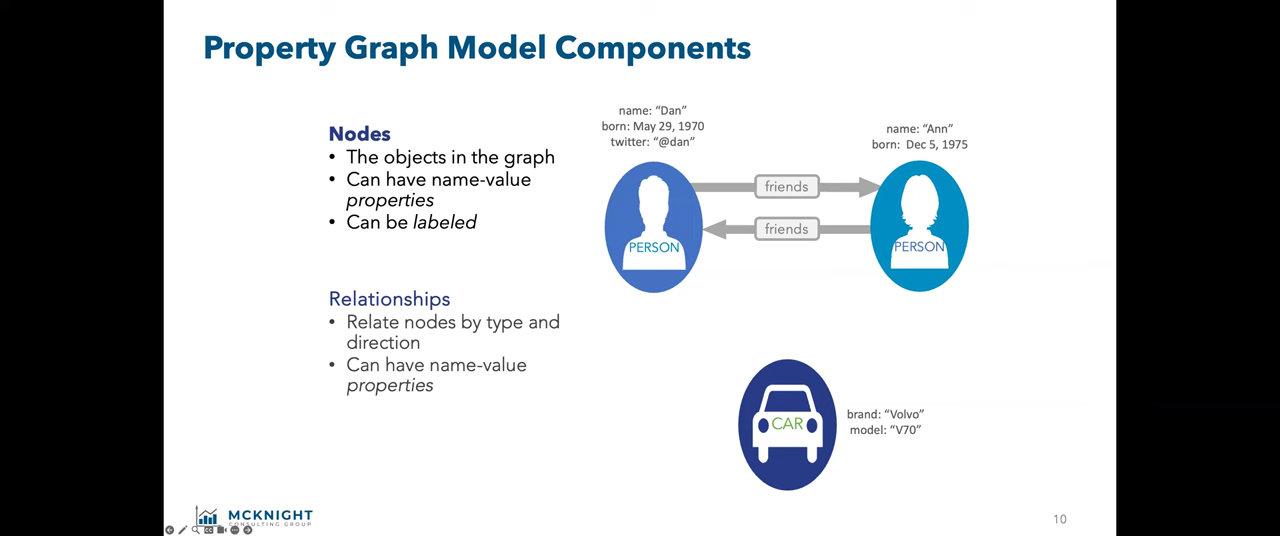 Property Graph Model Components
Nodes
• The objects in the graph
• Can have name-value
properties
• Can be labeled
Relationships
• Relate nodes by type and
direction
• Can have name-value
properties
name: “Dan”
born: May 29, 1970
twitter: “@dan”
name: “Ann”
born: Dec 5, 1975
friends
friends
PERSON
PERSON
CAR
brand: “Volvo”
model: “V70”
MCKNIGHT
CONSULTING GROUP
10